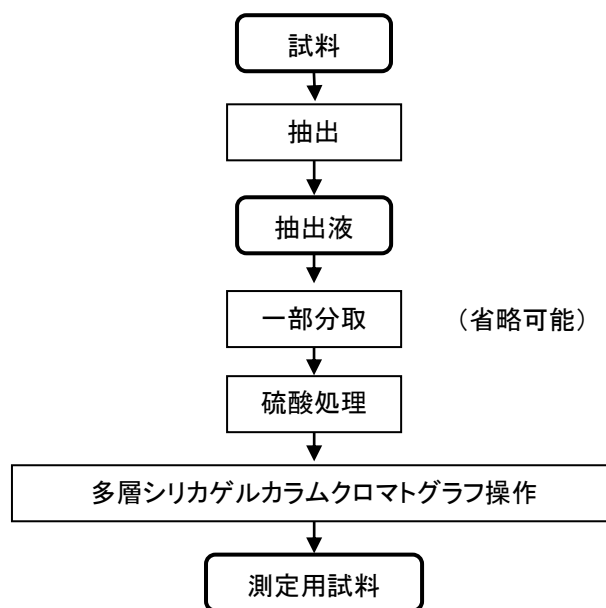 試料
抽出
抽出液
一部分取 （省略可能）
硫酸処理
多層シリカゲルカラムクロマトグラフ操作
測定用試料